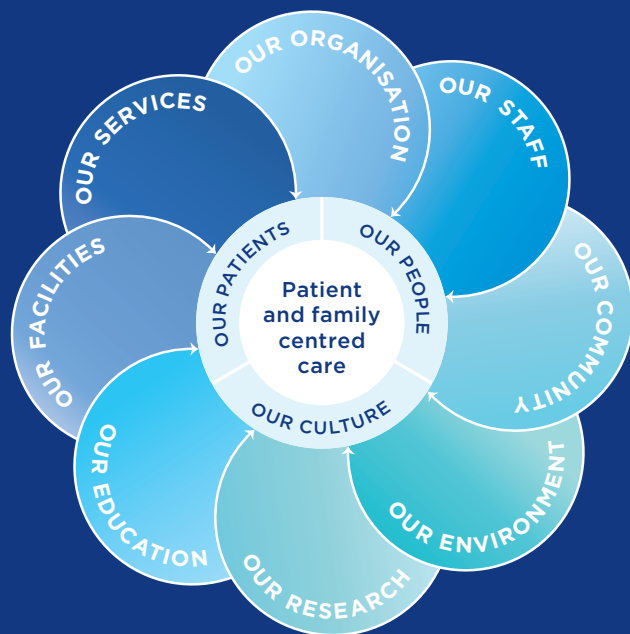 OUR ORGANISATION
OUR STAFF
OUR COMMUNITY
OUR ENVIRONMENT
OUR RESEARCH
OUR EDUCATION
OUR FACILITIES
OUR SERVICES
OUR PATIENTS
OUR PEOPLE
OUR CULTURE
Patient
and family
centred
care